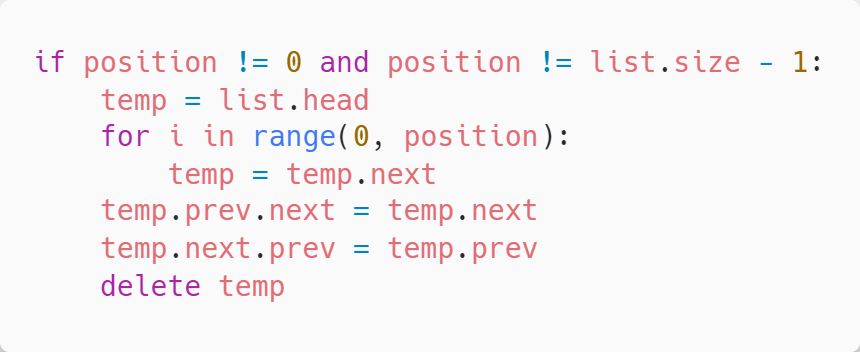 if position != 0 and position != list.size - 1:
    temp = list.head
    for i in range(0, position):
        temp = temp.next
    temp.prev.next = temp.next
    temp.next.prev = temp.prev
    delete temp